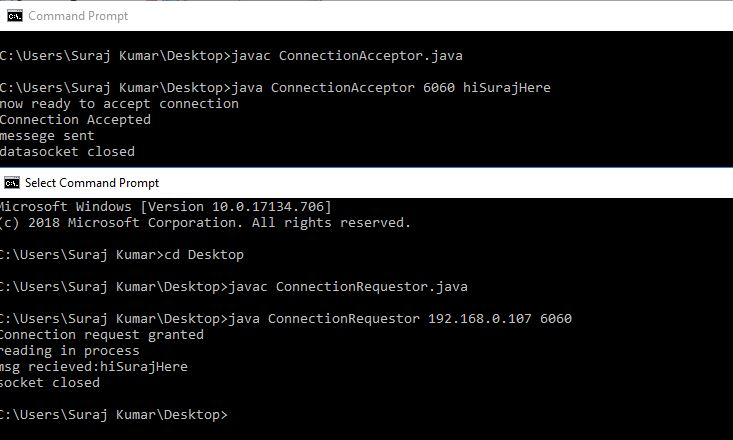 Command Prompt
C:\Users\Suraj Kumar\Desktop>javac ConnectionAcceptor.java
C:\Users\Suraj Kumar\Desktop>java ConnectionAcceptor 6060 hiSurajHere
now ready to accept connection
Connection Accepted
messege sent
datasocket closed
Select Command Prompt
Microsoft Windows [Version 10.0.17134.706]
(c) 2018 Microsoft Corporation. All rights reserved.
C:\Users\Suraj Kumar>cd Desktop
C:\Users\Suraj Kumar\Desktop>javac ConnectionRequestor.java
C:\Users\Suraj Kumar\Desktop>java ConnectionRequestor 192.168.0.107 6060
Connection request granted
reading in process
msg recieved:hiSurajHere
socket closed
C:\Users\Suraj Kumar\Desktop>